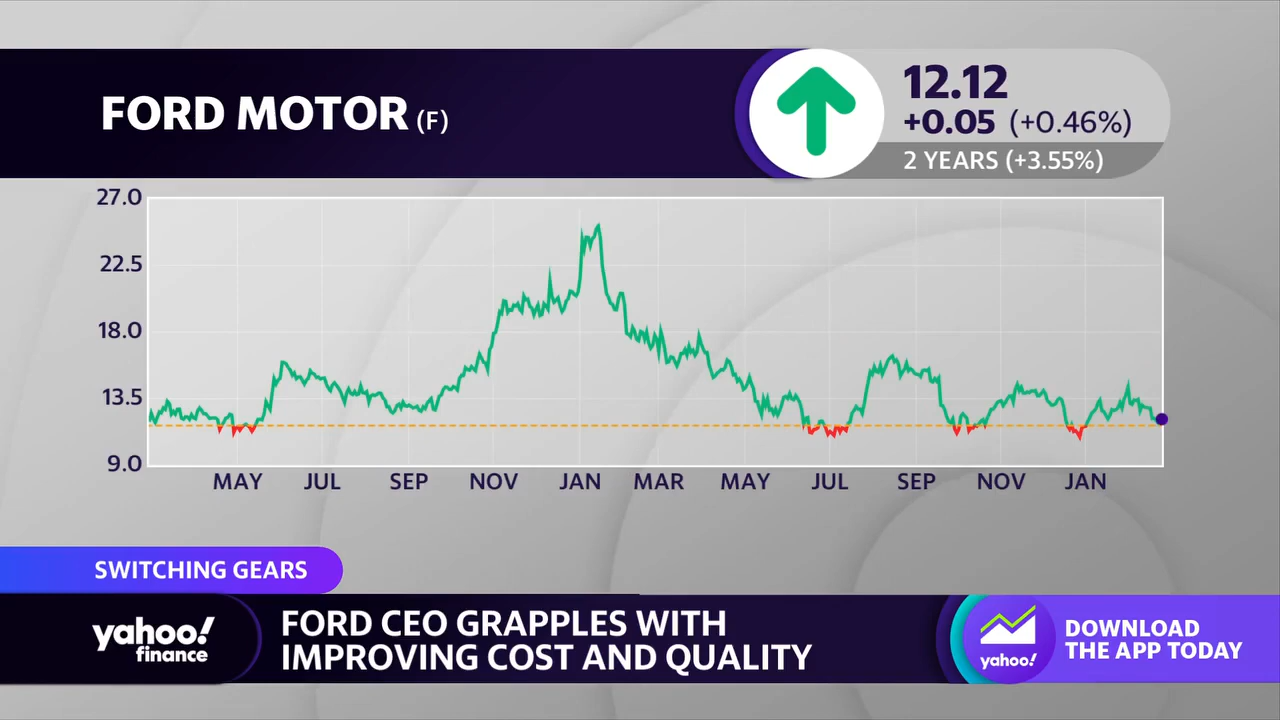 FORD MOTOR (F)
12.12
+0.05 (+0.46%)
2 YEARS (+3.55%)
27.0
22.5
18.0
13.5
9.0
MAY JUL SEP NOV JAN MAR MAY JUL SEP NOV JAN
SWITCHING GEARS
yahoo!
finance
FORD CEO GRAPPLES WITH
IMPROVING COST AND QUALITY
yahoo!
DOWNLOAD
THE APP TODAY